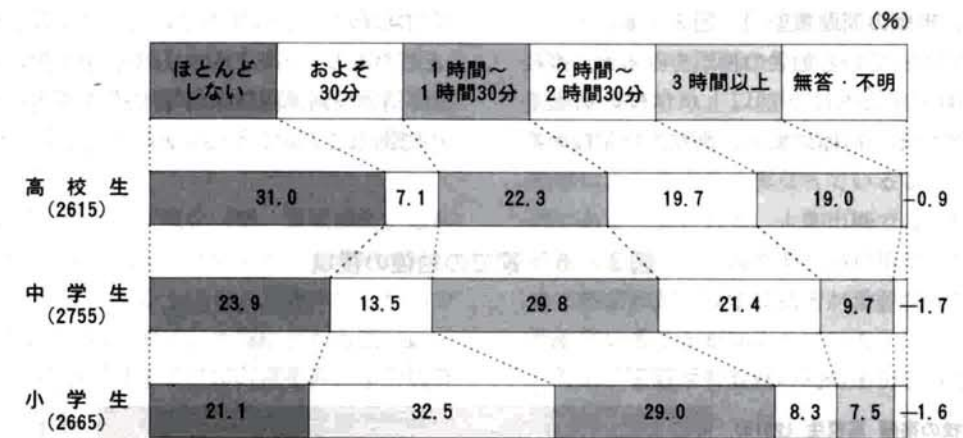 (%)
ほとんど
しない
およそ
30分
1時間〜
1時間30分
2時間〜
2時間30分
3時間以上
無答・不明
高校生
(2615)
31.0 7.1 22.3 19.7 19.0 0.9
中学生
(2755)
23.9 13.5 29.8 21.4 9.7 1.7
小学生
(2665)
21.1 32.5 29.0 8.3 7.5 1.6